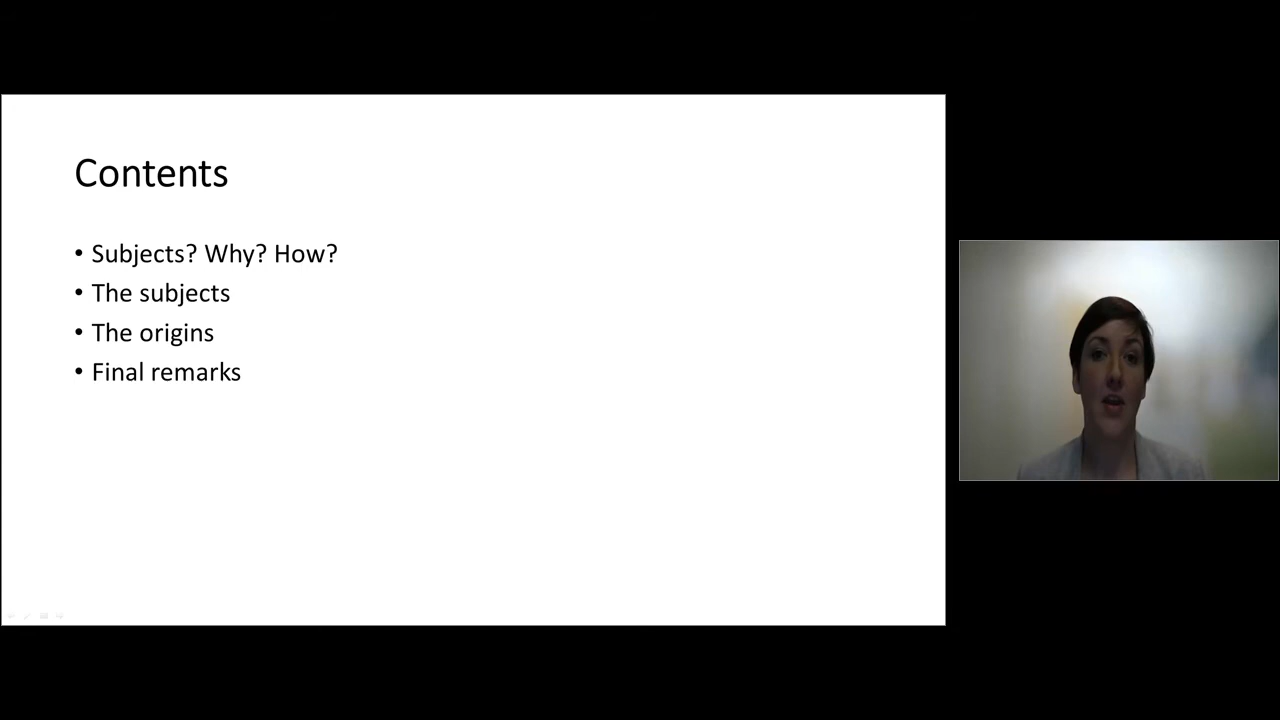 Contents
• Subjects? Why? How?
• The subjects
• The origins
• Final remarks